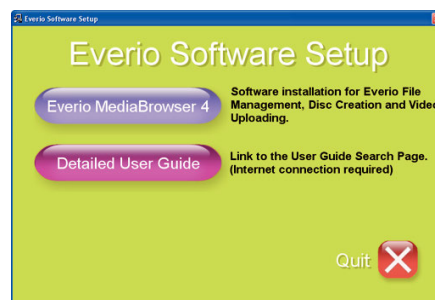 Everio Software Setup
Everio Software Setup
Everio MediaBrowser 4
Software installation for Everio File
Management, Disc Creation and Video
Uploading.
Detailed User Guide
Link to the User Guide Search Page.
(Internet connection required)
Quit